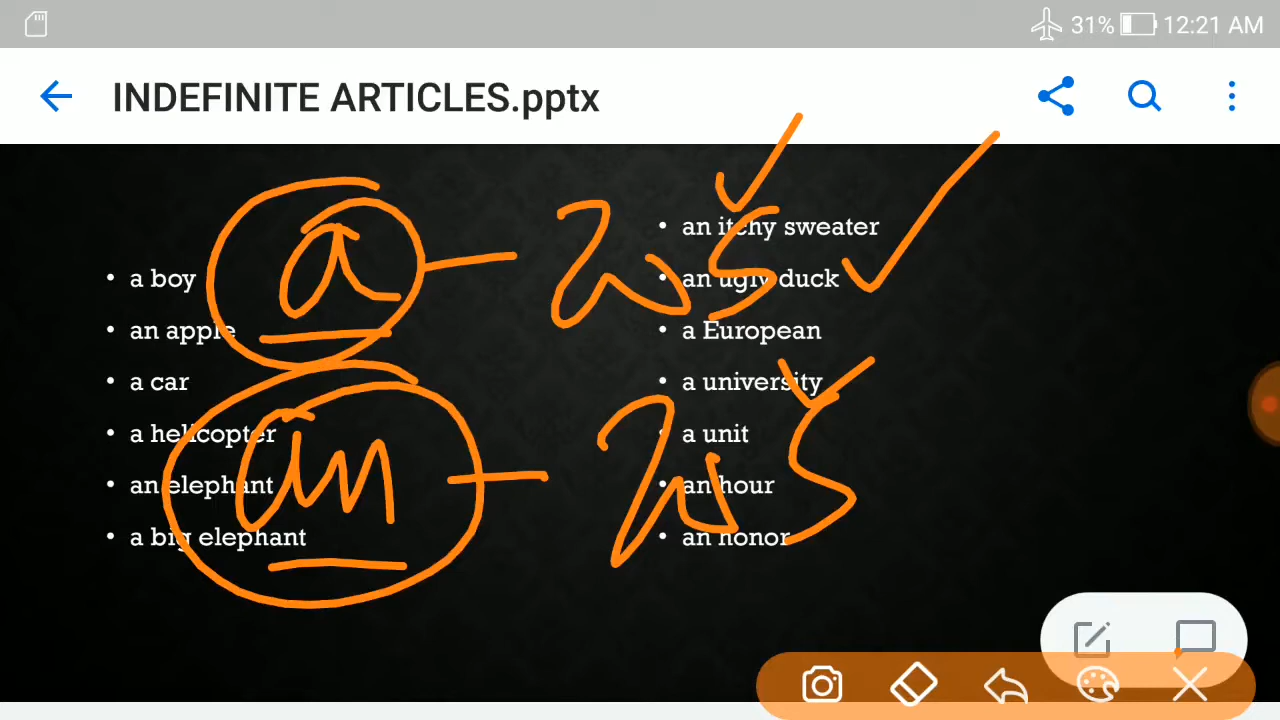 31% 12:21 AM
INDEFINITE ARTICLES.pptx
• a boy
• an apple
• a car
• a helicopter
• an elephant
• a big elephant
• an itchy sweater
• an ugly duck
• a European
• a university
• a unit
• an hour
• an honor
a
an